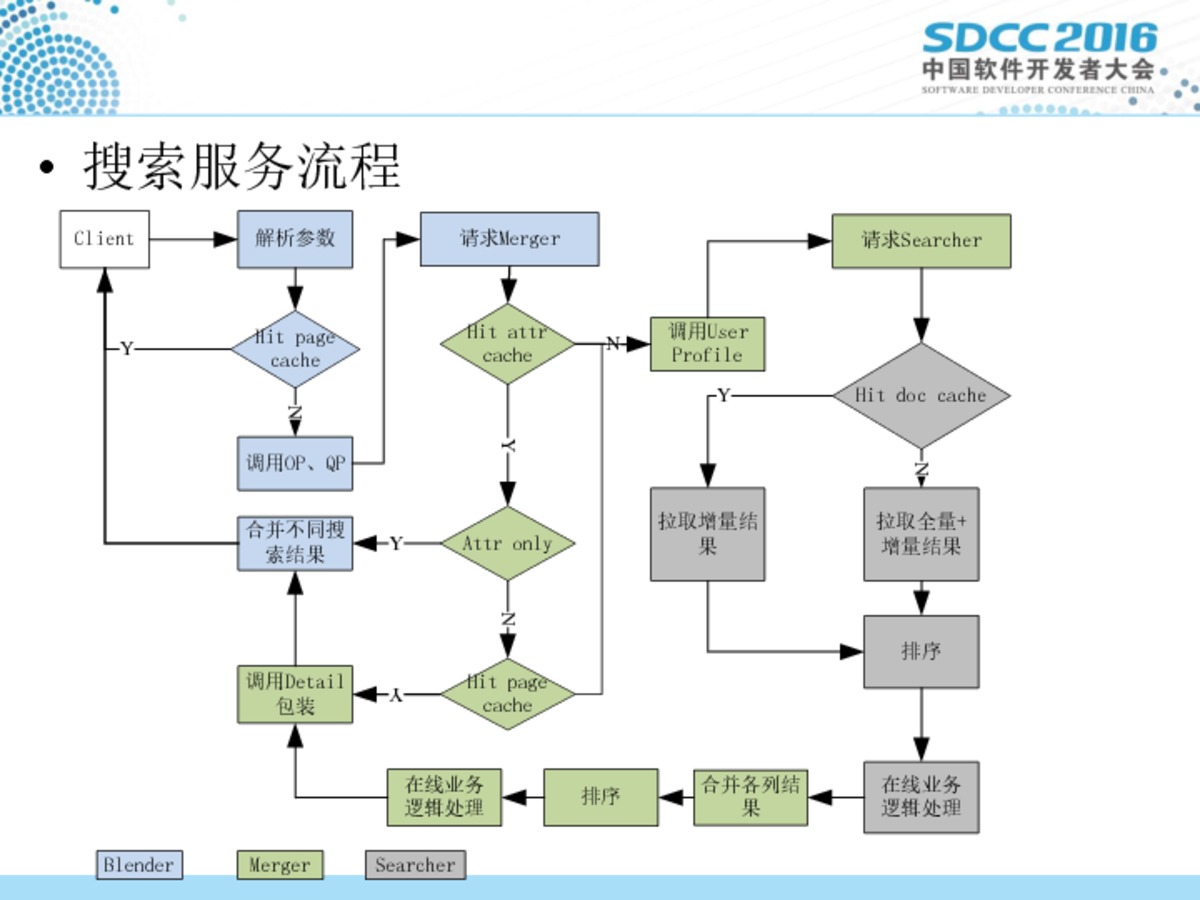 SDCC 2016
中国软件开发者大会
SOFTWARE DEVELOPER CONFERENCE CHINA
• 搜索服务流程
Client
解析参数
请求Merger
请求Searcher
Hit page
cache
Y
N
调用OP、QP
Hit attr
cache
N
Y
调用User
Profile
Hit doc cache
Y
N
拉取增量结
果
拉取全量+
增量结果
合并不同搜
索结果
Y
Attr only
N
排序
调用Detail
包装
Y
Hit page
cache
在线业务
逻辑处理
排序
合并各列结
果
在线业务
逻辑处理
Blender
Merger
Searcher